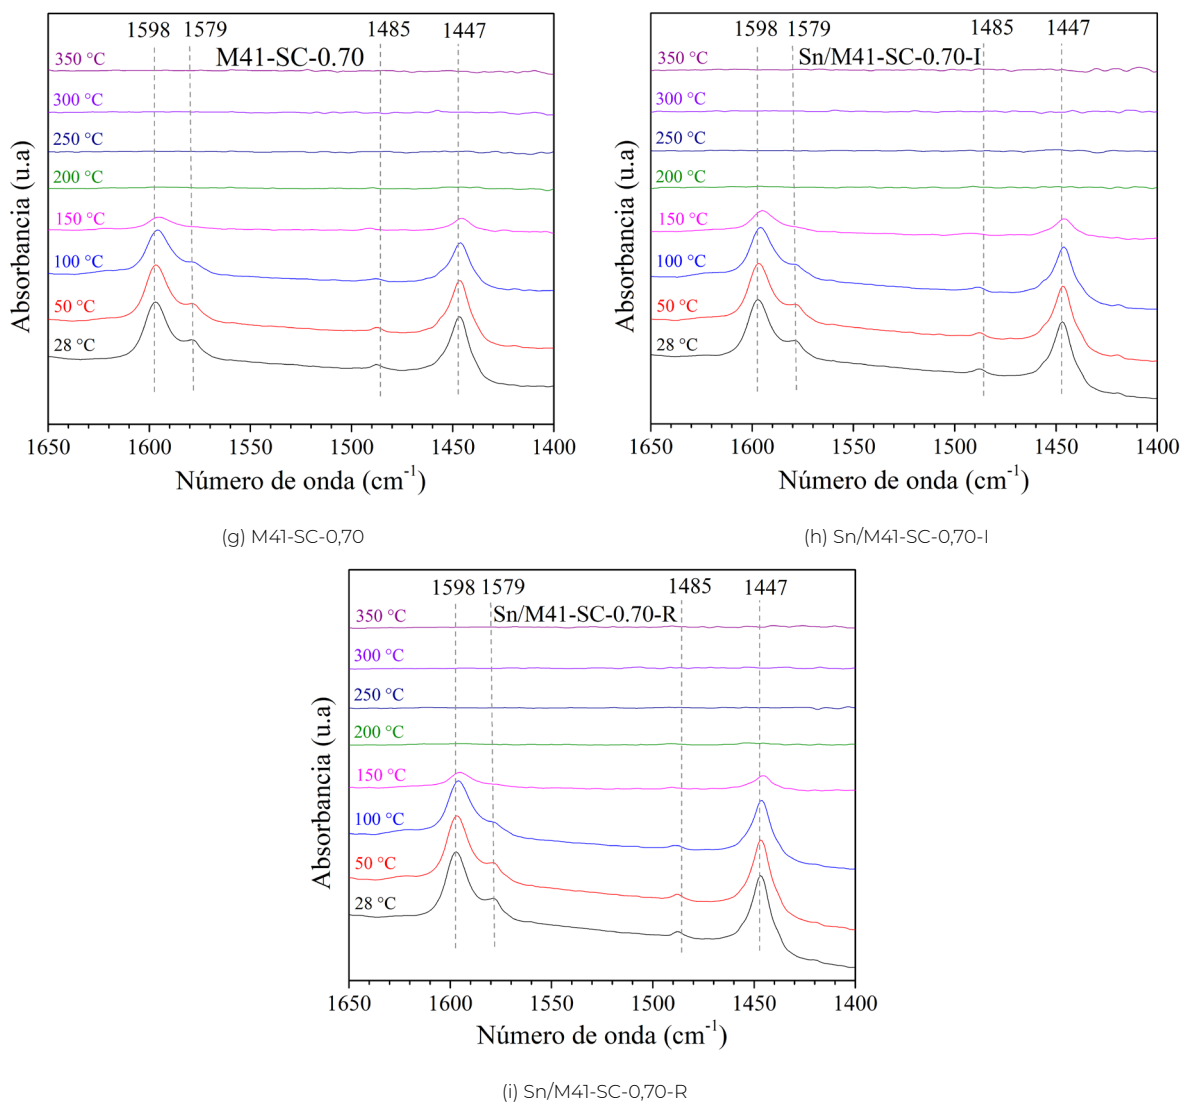 1598 1579 1485 1447
M41-SC-0.70
350 °C
300 °C
250 °C
200 °C
150 °C
100 °C
50 °C
28 °C
Absorbancia (u.a)
1650 1600 1550 1500 1450 1400
Número de onda (cm⁻¹)
(g) M41-SC-0,70
1598 1579 1485 1447
Sn/M41-SC-0.70-I
350 °C
300 °C
250 °C
200 °C
150 °C
100 °C
50 °C
28 °C
Absorbancia (u.a)
1650 1600 1550 1500 1450 1400
Número de onda (cm⁻¹)
(h) Sn/M41-SC-0,70-I
1598 1579 1485 1447
Sn/M41-SC-0.70-R
350 °C
300 °C
250 °C
200 °C
150 °C
100 °C
50 °C
28 °C
Absorbancia (u.a)
1650 1600 1550 1500 1450 1400
Número de onda (cm⁻¹)
(i) Sn/M41-SC-0,70-R